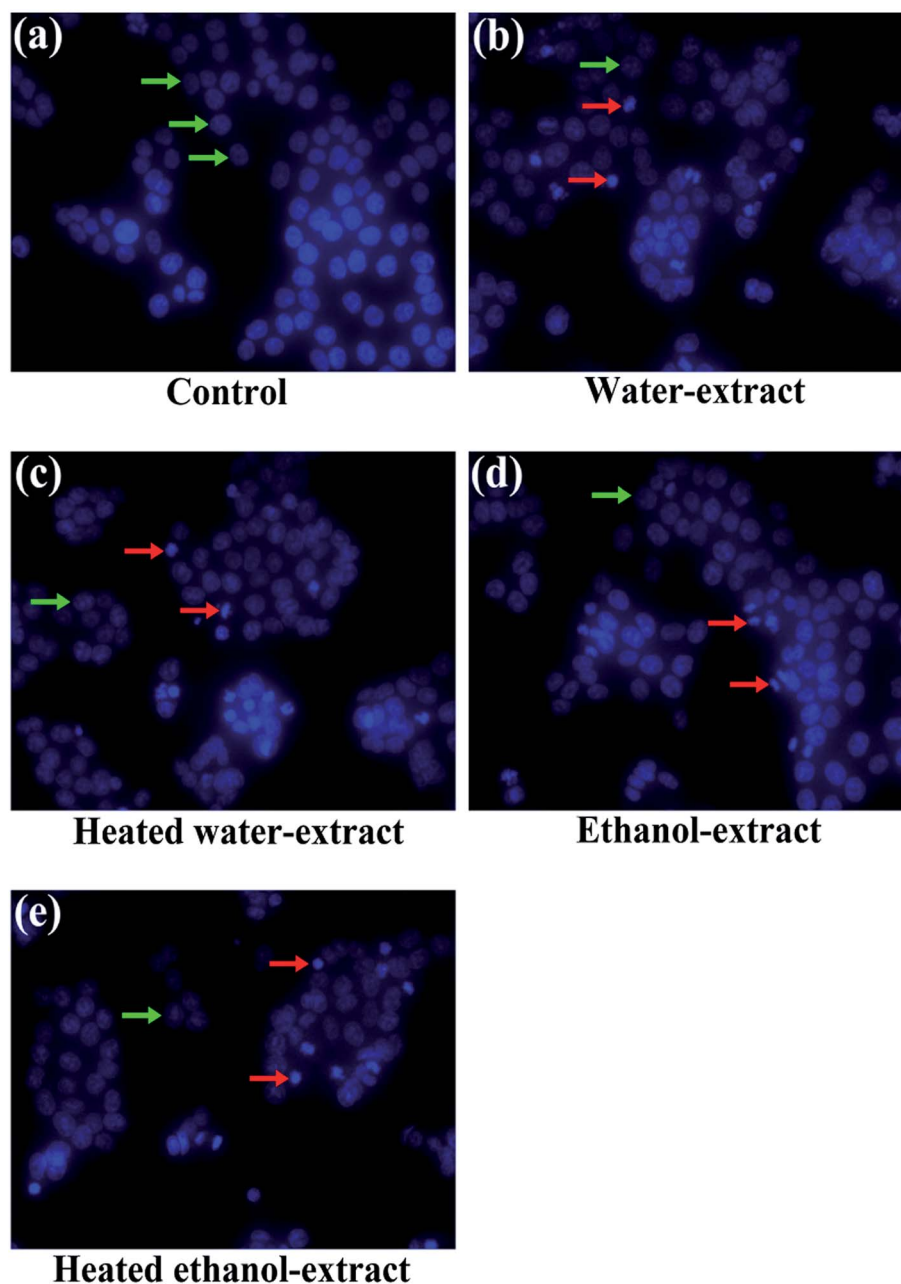 (a)
(b)
Control
Water-extract
(c)
(d)
Heated water-extract
Ethanol-extract
(e)
Heated ethanol-extract